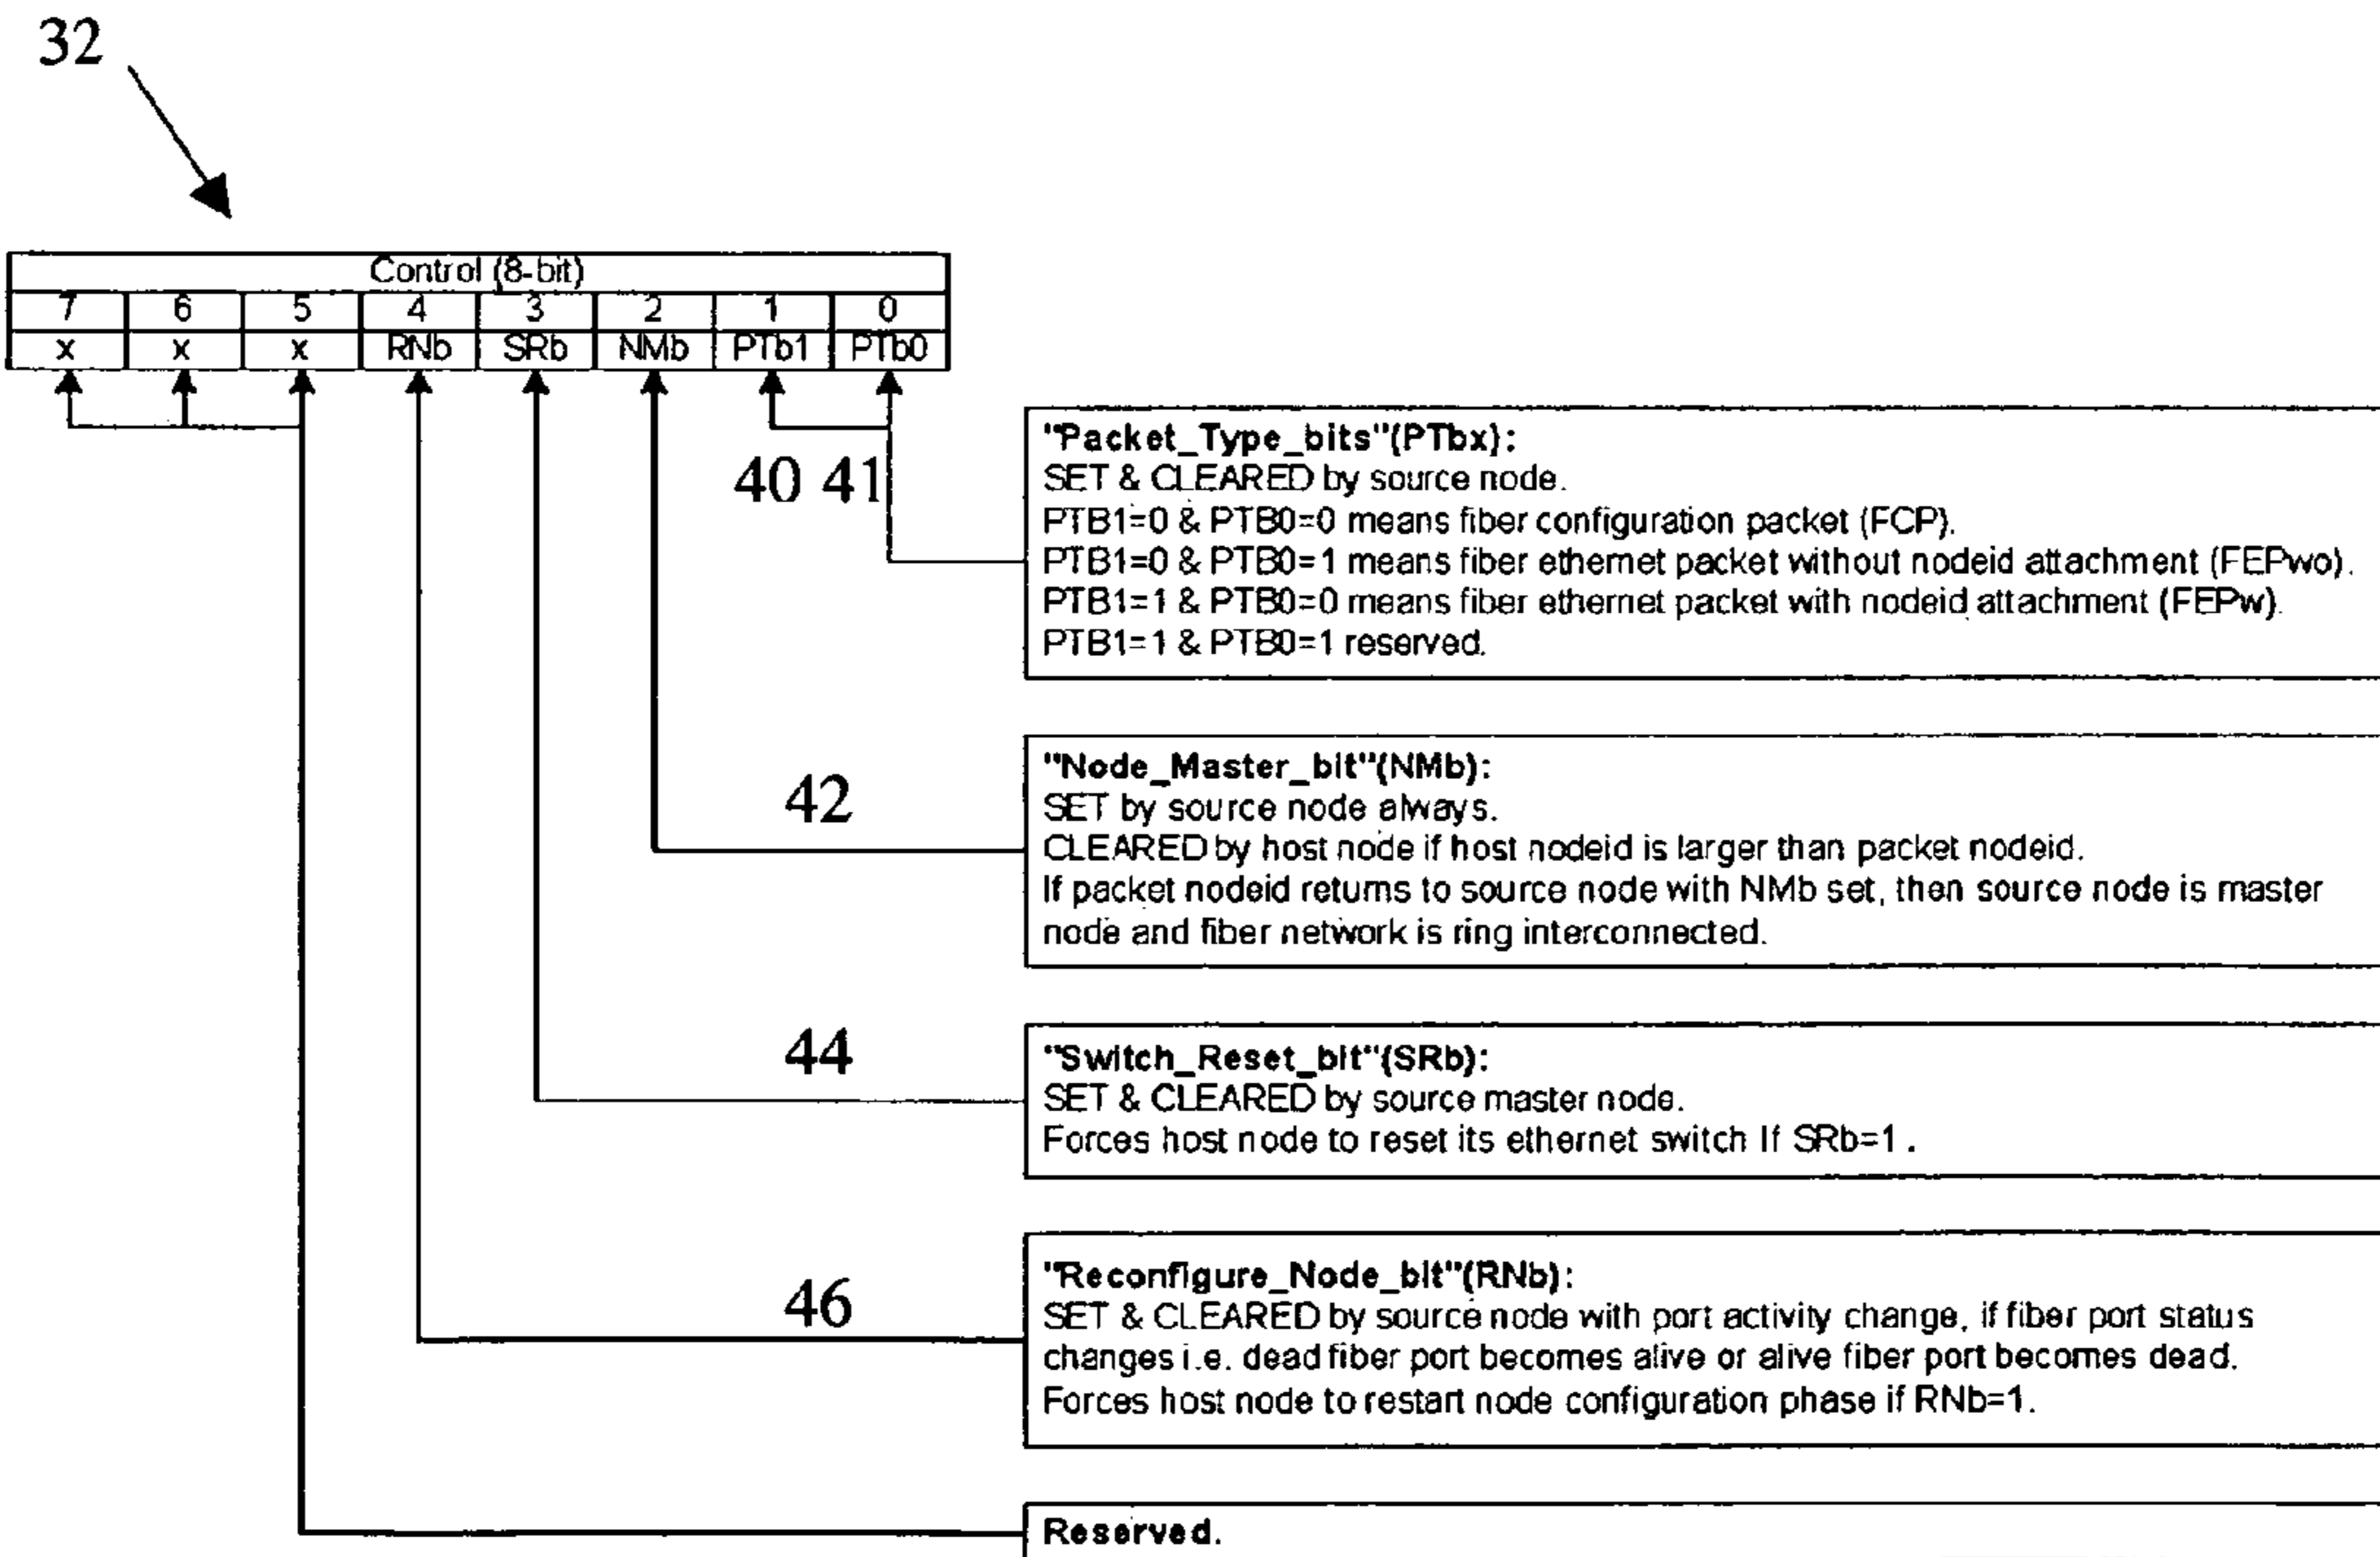 32
Control (8-bit)
7 6 5 4 3 2 1 0
x x x RNb SRb NMb PTb1 PTb0
40 41
"Packet_Type_bits"(PTbx):
SET & CLEARED by source node.
PTB1=0 & PTB0=0 means fiber configuration packet (FCP).
PTB1=0 & PTB0=1 means fiber ethernet packet without nodeid attachment (FEPwo).
PTB1=1 & PTB0=0 means fiber ethernet packet with nodeid attachment (FEPw).
PTB1=1 & PTB0=1 reserved.
42
"Node_Master_bit"(NMb):
SET by source node always.
CLEARED by host node if host nodeid is larger than packet nodeid.
If packet nodeid returns to source node with NMb set, then source node is master
node and fiber network is ring interconnected.
44
"Switch_Reset_bit"(SRb):
SET & CLEARED by source master node.
Forces host node to reset its ethernet switch If SRb=1.
46
"Reconfigure_Node_bit"(RNb):
SET & CLEARED by source node with port activity change, if fiber port status
changes i.e. dead fiber port becomes alive or alive fiber port becomes dead.
Forces host node to restart node configuration phase if RNb=1.
Reserved.